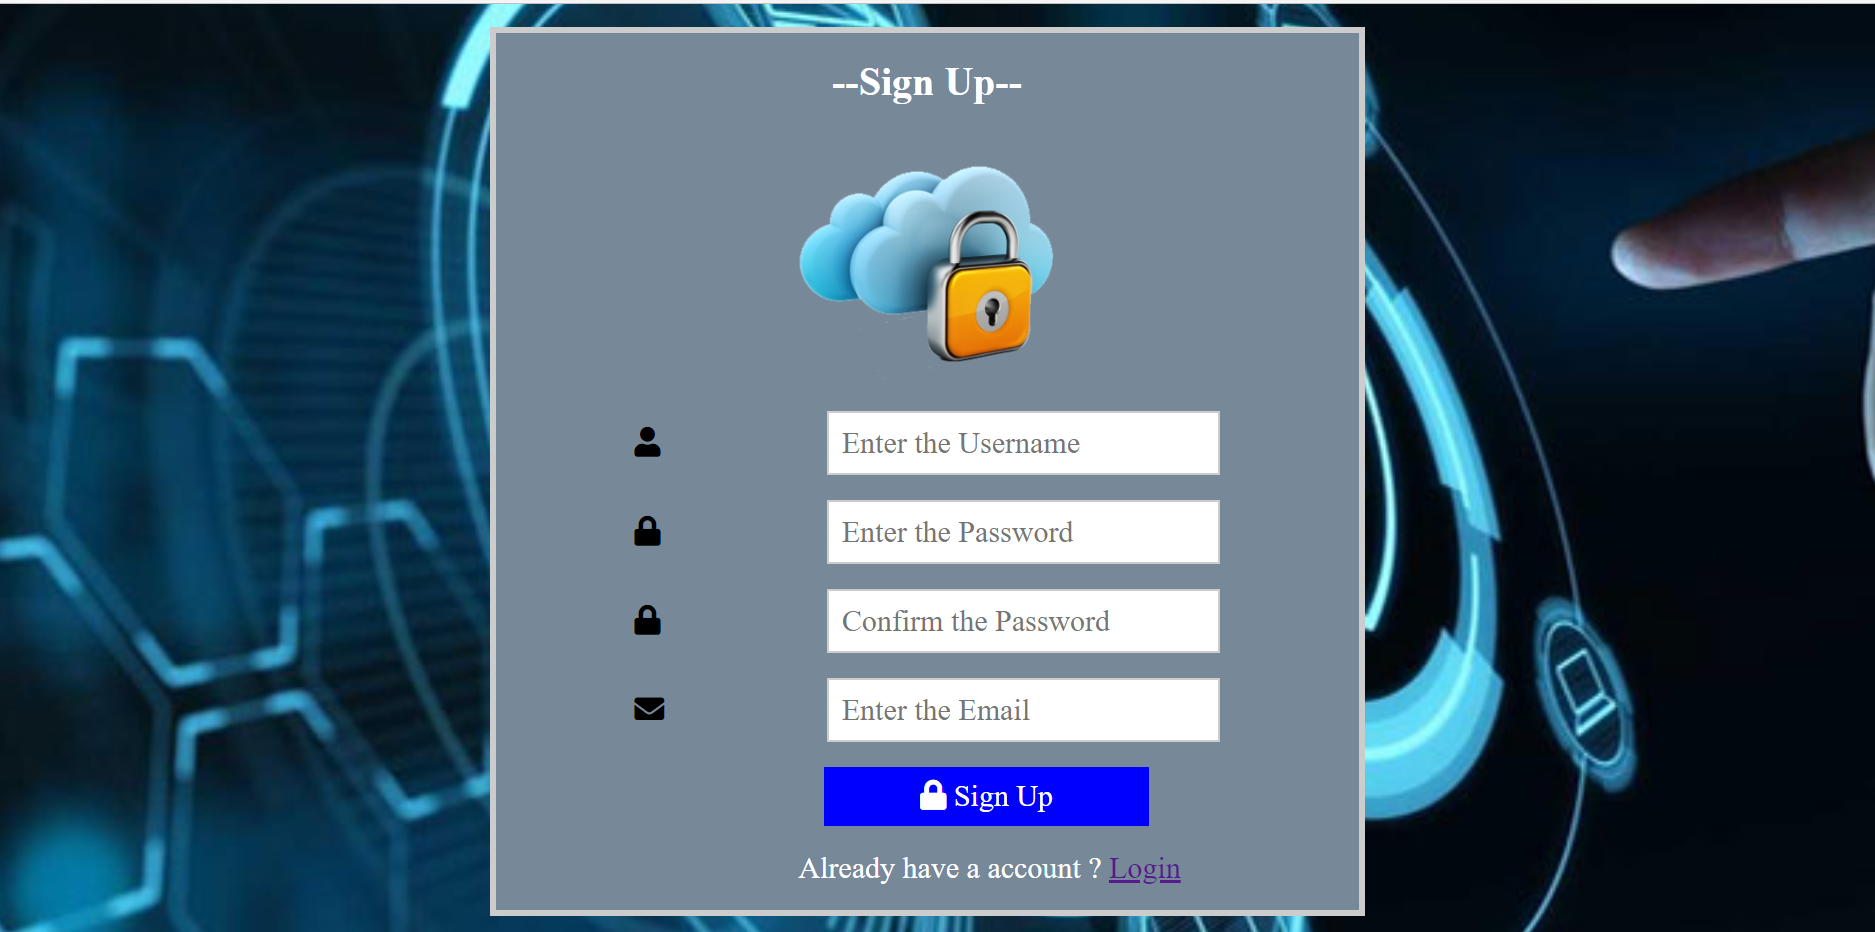 --Sign Up--
Enter the Username
Enter the Password
Confirm the Password
Enter the Email
Sign Up
Already have a account ? Login